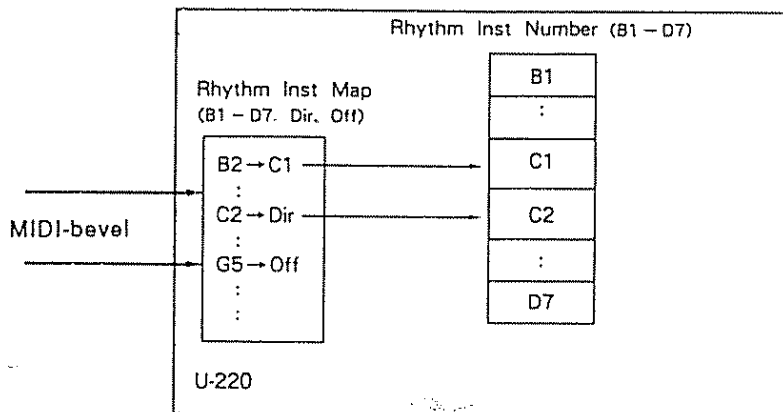 Rhythm Inst Number (B1 – D7)
Rhythm Inst Map
(B1 – D7. Dir. Off)
B2 → C1
:
C2 → Dir
:
G5 → Off
:
:
MIDI-bevel
B1
:
C1
C2
:
D7
U-220